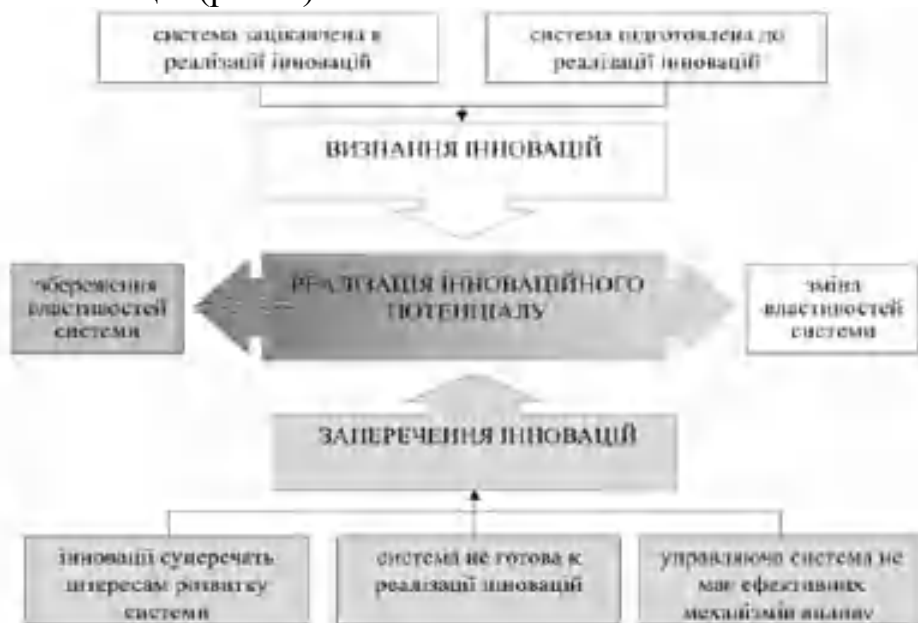 система зацікавлена в
реалізації інновацій
система підготовлена до
реалізації інновацій
ВИЗНАННЯ ІННОВАЦІЙ
РЕАЛІЗАЦІЯ ІННОВАЦІЙНОГО
ПОТЕНЦІАЛУ
збереження
властивостей
системи
зміна
властивостей
системи
ЗАПЕРЕЧЕННЯ ІННОВАЦІЙ
інновації суперечать
інтересам розвитку
системи
система не готова к
реалізації інновацій
управляюча система не
має ефективних
механізмів впливу